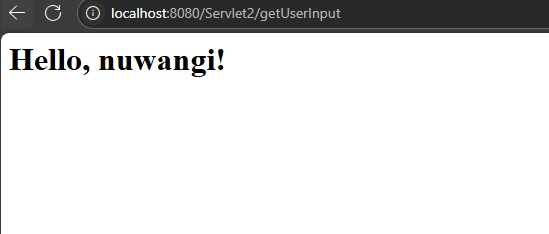 localhost:8080/Servlet2/getUserInput
Hello, nuwangi!